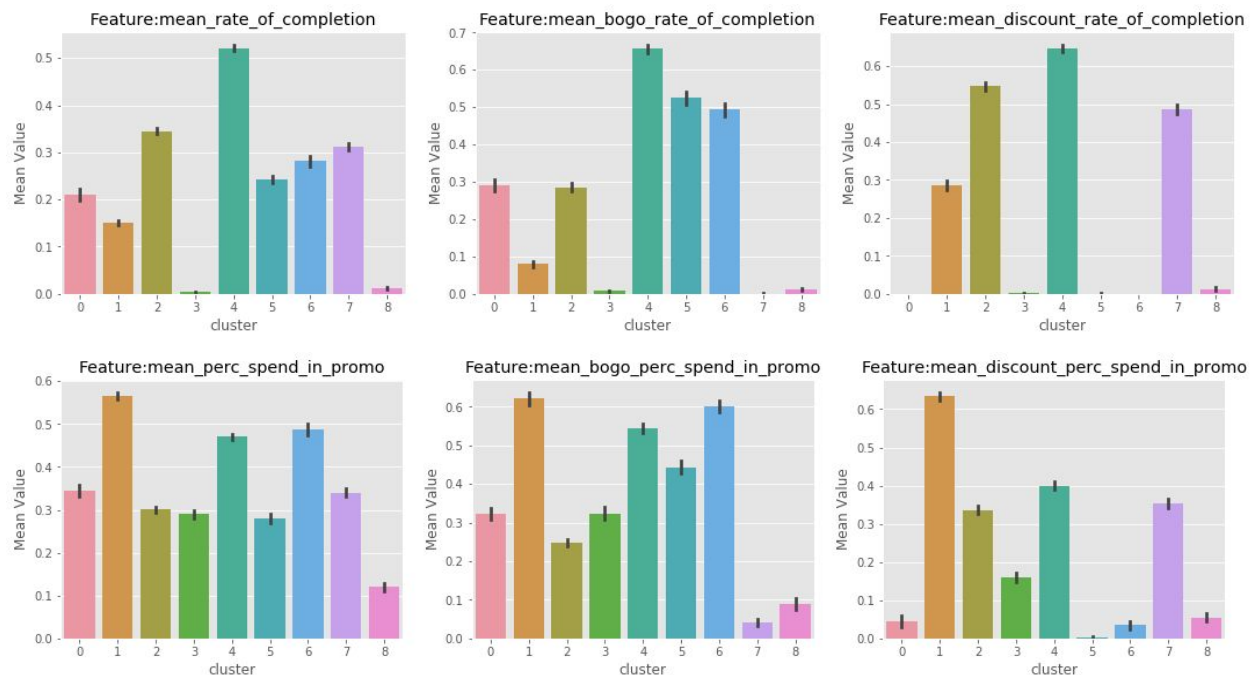 Feature:mean_rate_of_completion
Mean Value
0.5
0.4
0.3
0.2
0.1
0.0
0 1 2 3 4 5 6 7 8
cluster
Feature:mean_bogo_rate_of_completion
Mean Value
0.7
0.6
0.5
0.4
0.3
0.2
0.1
0.0
0 1 2 3 4 5 6 7 8
cluster
Feature:mean_discount_rate_of_completion
Mean Value
0.6
0.5
0.4
0.3
0.2
0.1
0.0
0 1 2 3 4 5 6 7 8
cluster
Feature:mean_perc_spend_in_promo
Mean Value
0.6
0.5
0.4
0.3
0.2
0.1
0.0
0 1 2 3 4 5 6 7 8
cluster
Feature:mean_bogo_perc_spend_in_promo
Mean Value
0.6
0.5
0.4
0.3
0.2
0.1
0.0
0 1 2 3 4 5 6 7 8
cluster
Feature:mean_discount_perc_spend_in_promo
Mean Value
0.6
0.5
0.4
0.3
0.2
0.1
0.0
0 1 2 3 4 5 6 7 8
cluster